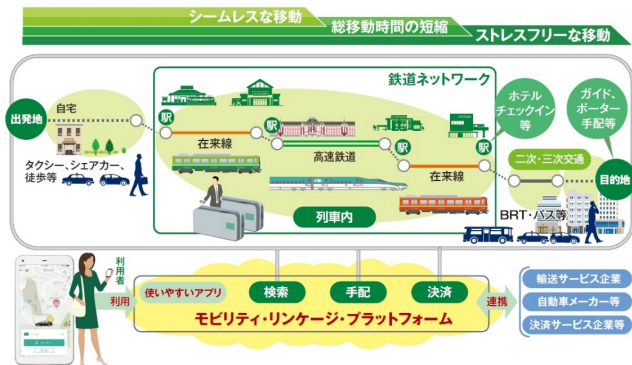 シームレスな移動
総移動時間の短縮
ストレスフリーな移動
鉄道ネットワーク
ホテル
チェックイン
等
ガイド、
ポーター
手配等
出発地
自宅
駅
駅
駅
駅
在来線
高速鉄道
在来線
二次・三次交通
目的地
タクシー、シェアカー、
徒歩等
列車内
BRT・バス等
利用者
利用
使いやすいアプリ
検索
手配
決済
連携
モビリティ・リンケージ・プラットフォーム
輸送サービス企業
自動車メーカー等
決済サービス企業等